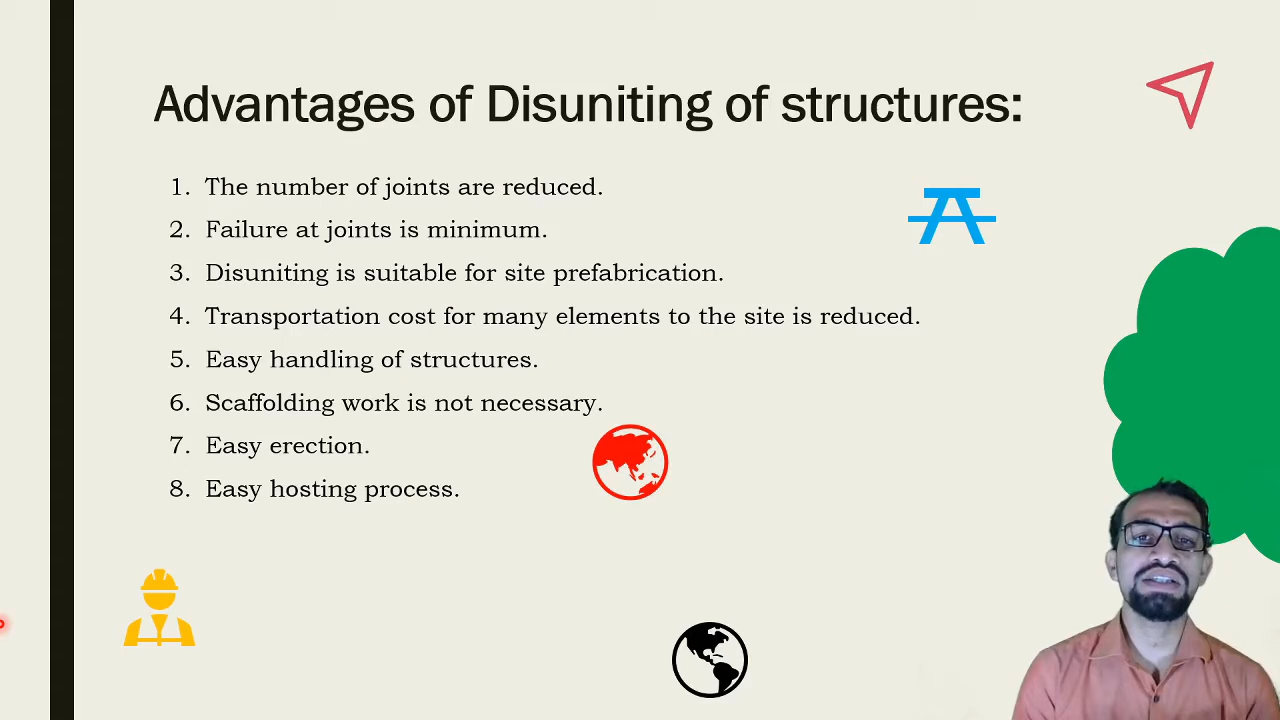 Advantages of Disuniting of structures:
1. The number of joints are reduced.
2. Failure at joints is minimum.
3. Disuniting is suitable for site prefabrication.
4. Transportation cost for many elements to the site is reduced.
5. Easy handling of structures.
6. Scaffolding work is not necessary.
7. Easy erection.
8. Easy hosting process.